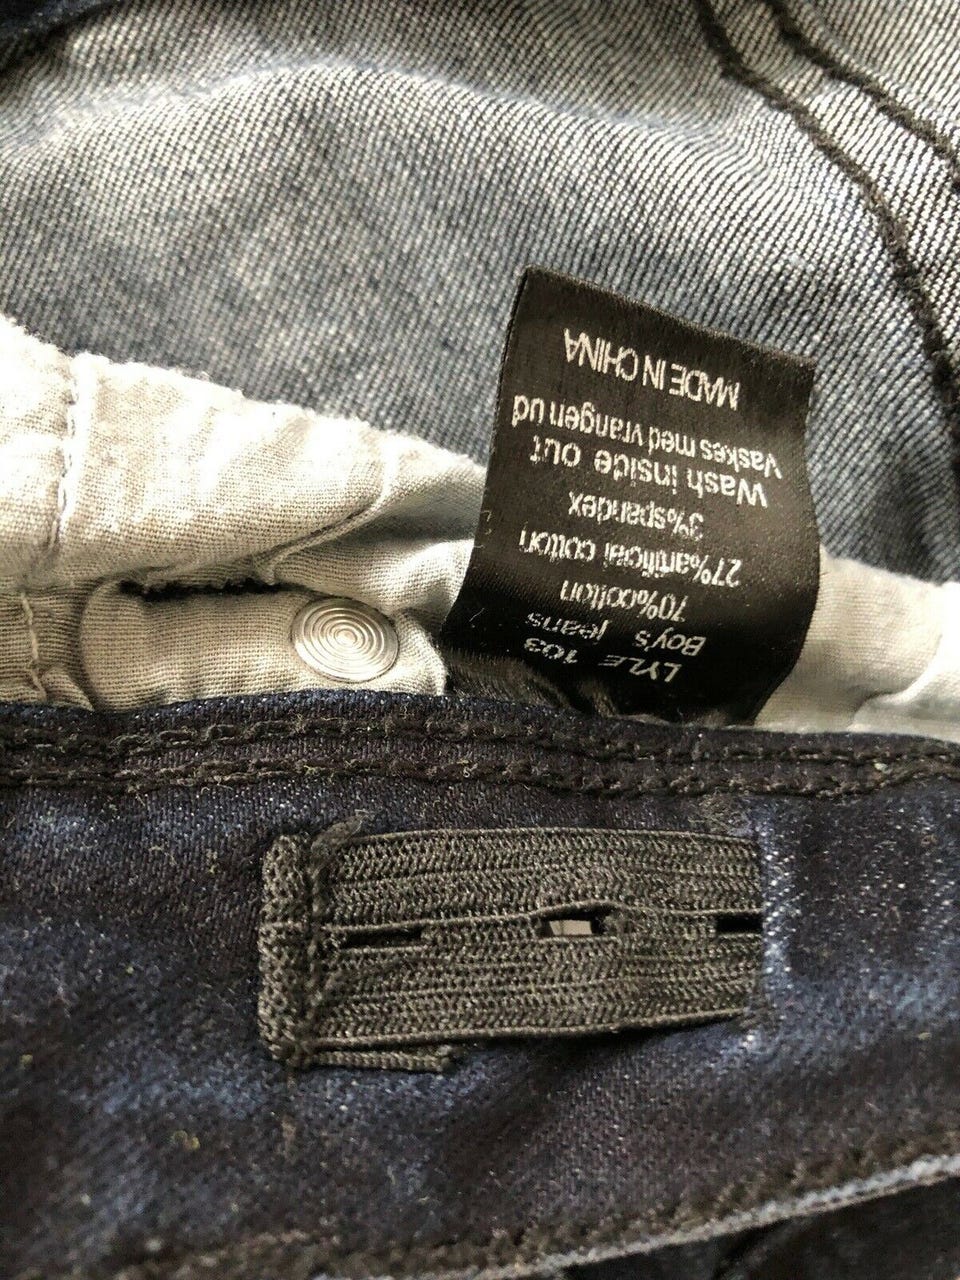 LYLE 103
Boy's jeans
70%cotton
27%artificial cotton
3%spandex
Wash inside out
Vaskes med vrangen ud
MADE IN CHINA